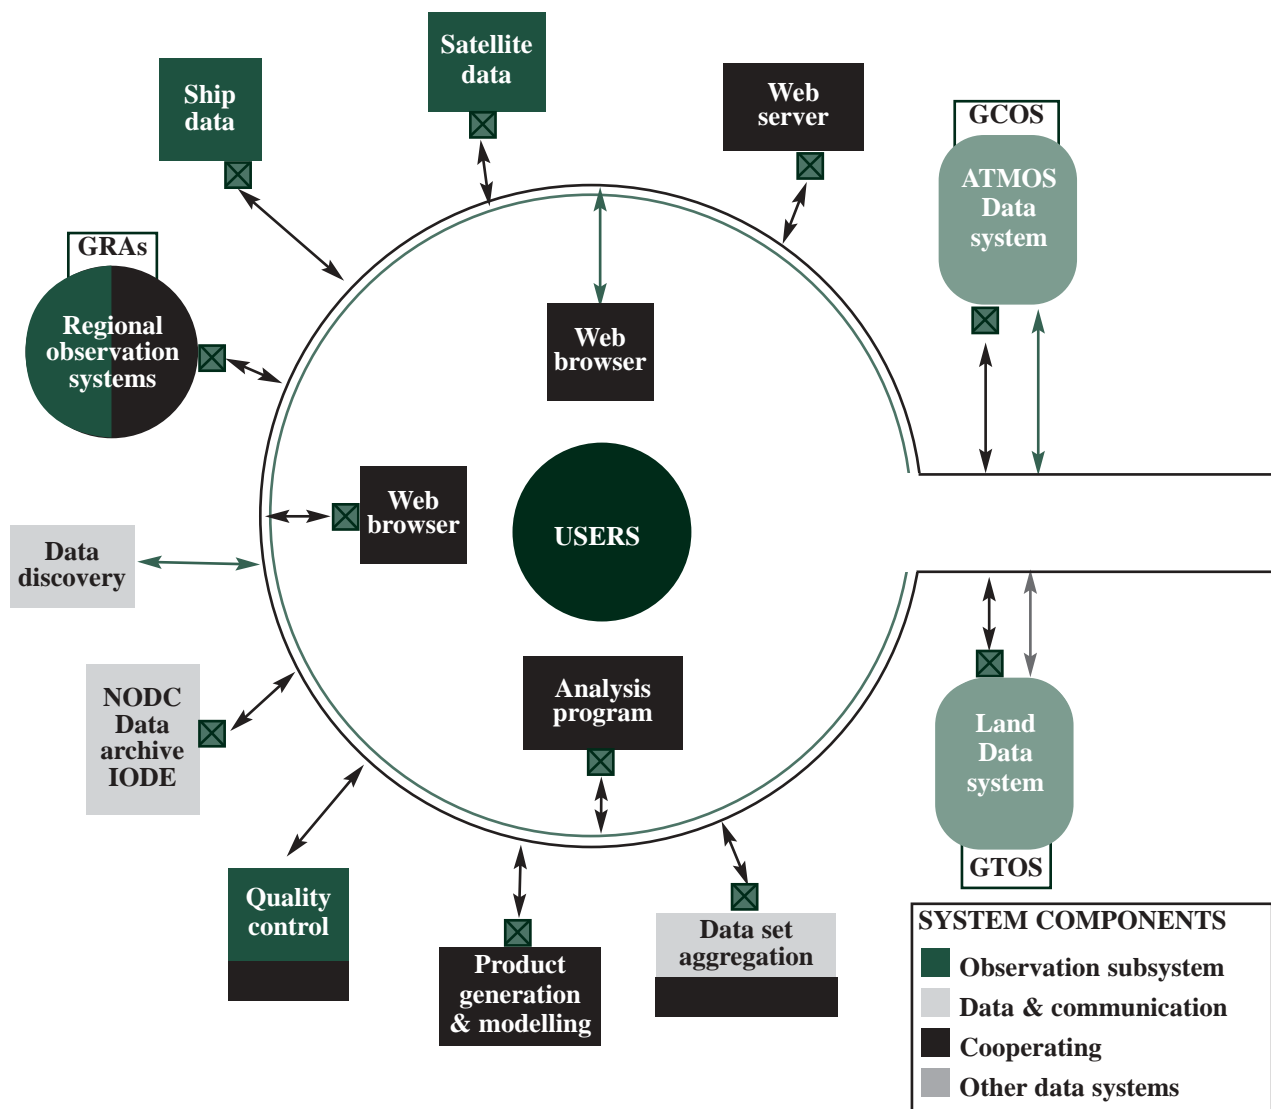 Satellite
data
Ship
data
Web
server
GCOS
ATMOS
Data
system
GRAs
Regional
observation
systems
Web
browser
Web
browser
USERS
Data
discovery
NODC
Data
archive
IODE
Analysis
program
Land
Data
system
GTOS
Quality
control
Product
generation
& modelling
Data set
aggregation
SYSTEM COMPONENTS
Observation subsystem
Data & communication
Cooperating
Other data systems